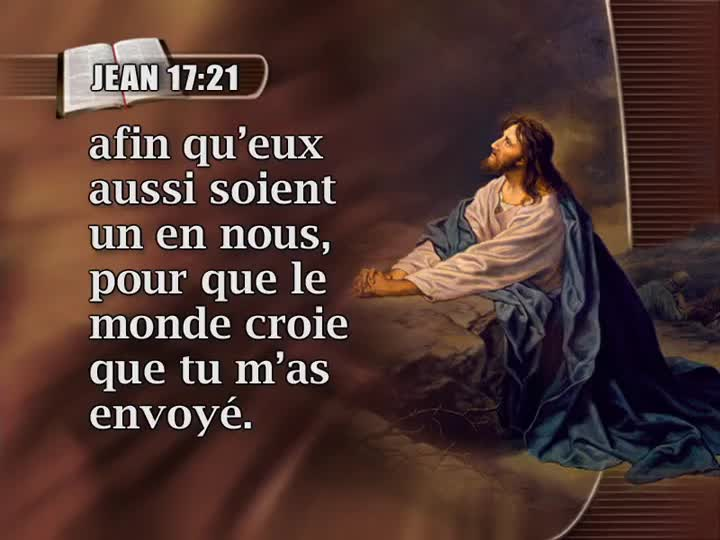 JEAN 17:21
afin qu’eux
aussi soient
un en nous,
pour que le
monde croie
que tu m’as
envoyé.